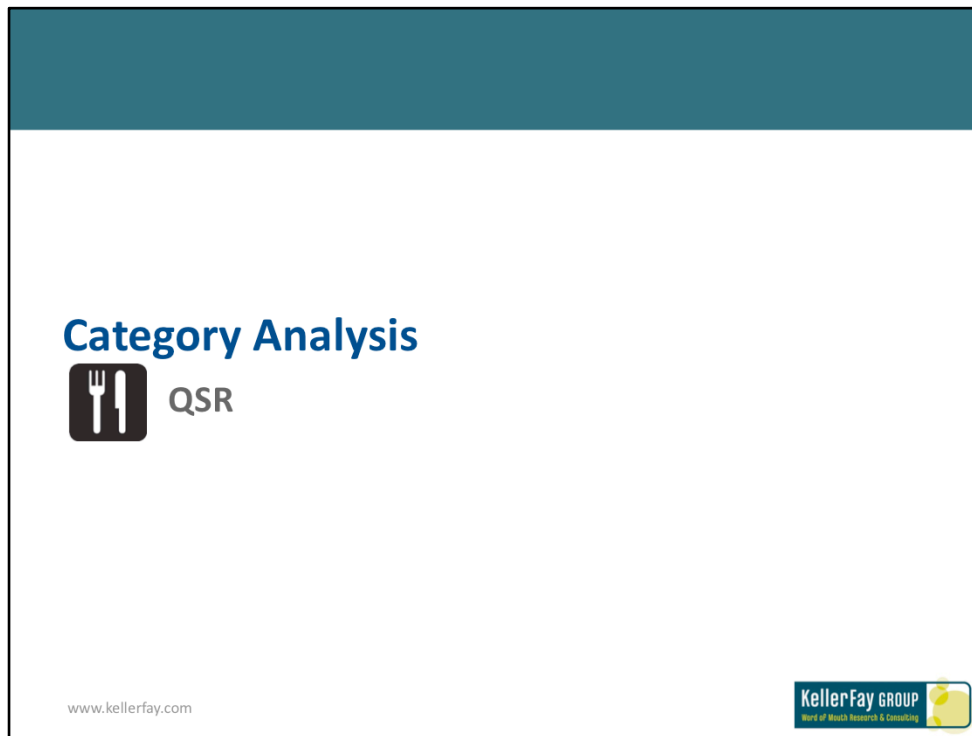 Category Analysis
QSR
www.kellerfay.com
KellerFay GROUP
Word of Mouth Research & Consulting